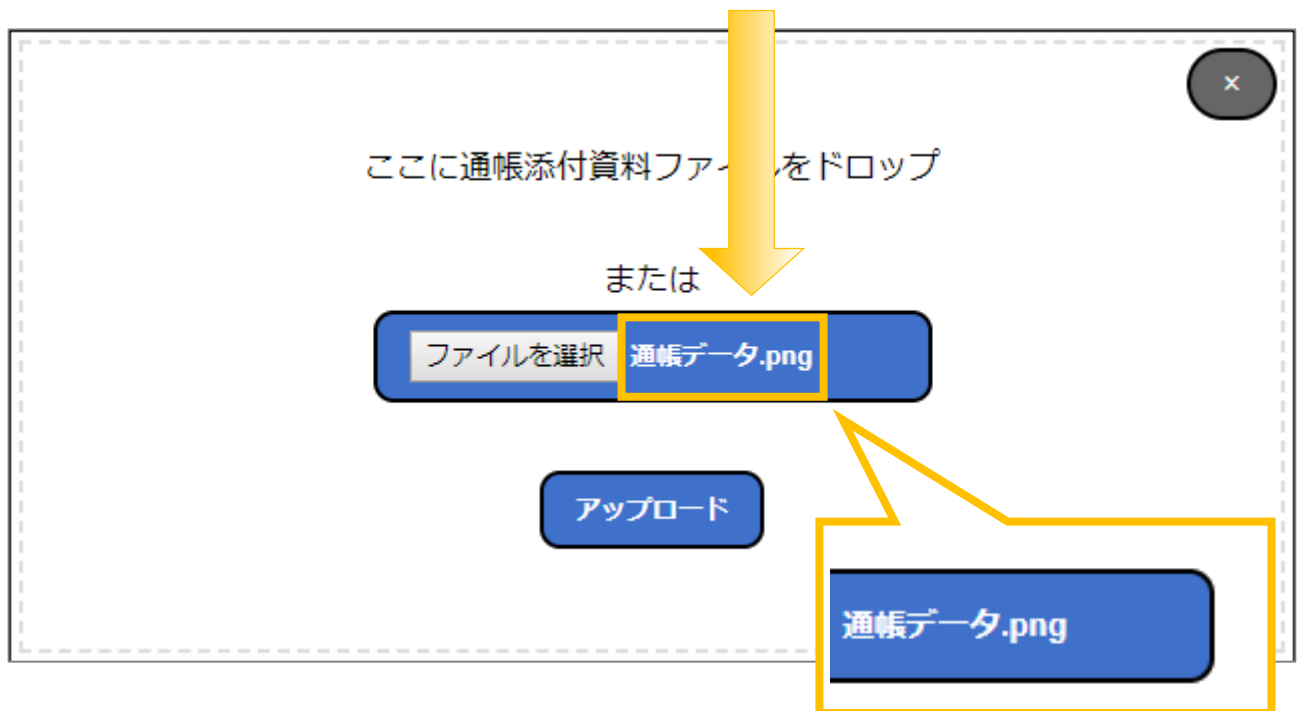 ×
ここに通帳添付資料ファイルをドロップ
または
ファイルを選択 通帳データ.png
アップロード
通帳データ.png